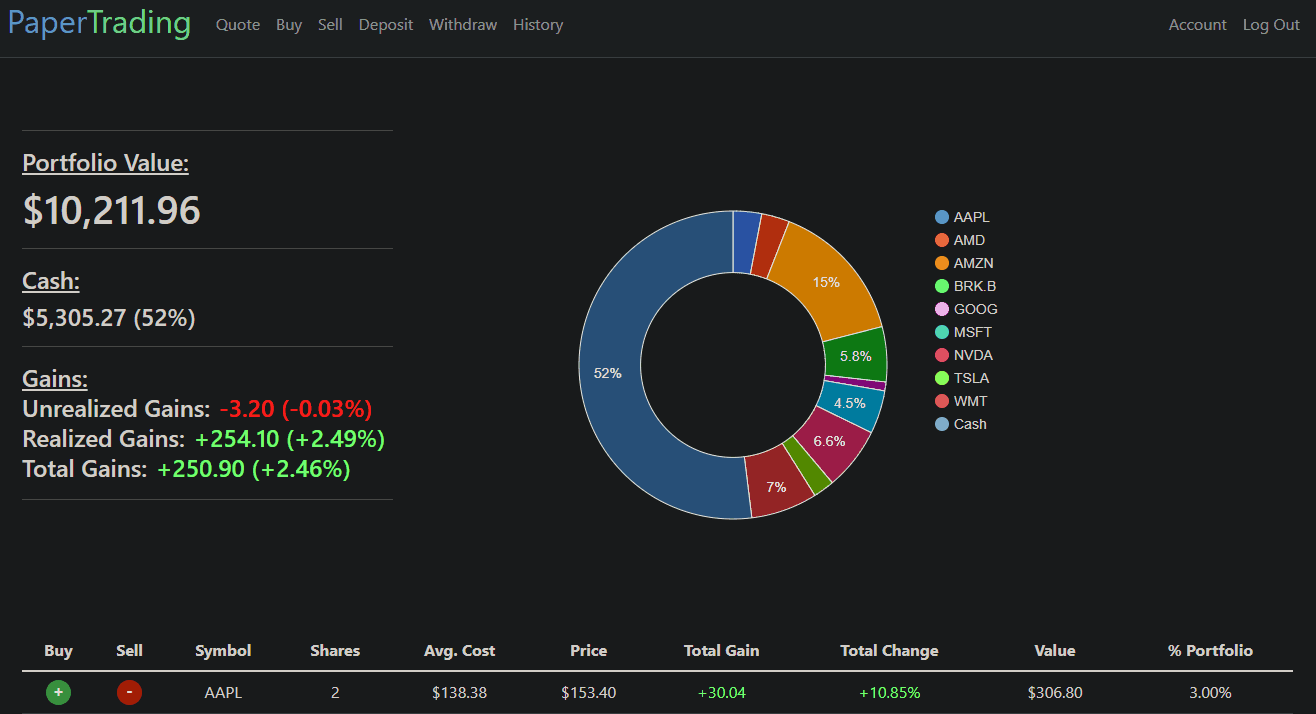 PaperTrading Quote Buy Sell Deposit Withdraw History Account Log Out
Portfolio Value:
$10,211.96
Cash:
$5,305.27 (52%)
Gains:
Unrealized Gains: -3.20 (-0.03%)
Realized Gains: +254.10 (+2.49%)
Total Gains: +250.90 (+2.46%)
15%
5.8%
4.5%
6.6%
7%
52%
AAPL
AMD
AMZN
BRK.B
GOOG
MSFT
NVDA
TSLA
WMT
Cash
Buy Sell Symbol Shares Avg. Cost Price Total Gain Total Change Value % Portfolio
+ - AAPL 2 $138.38 $153.40 +30.04 +10.85% $306.80 3.00%